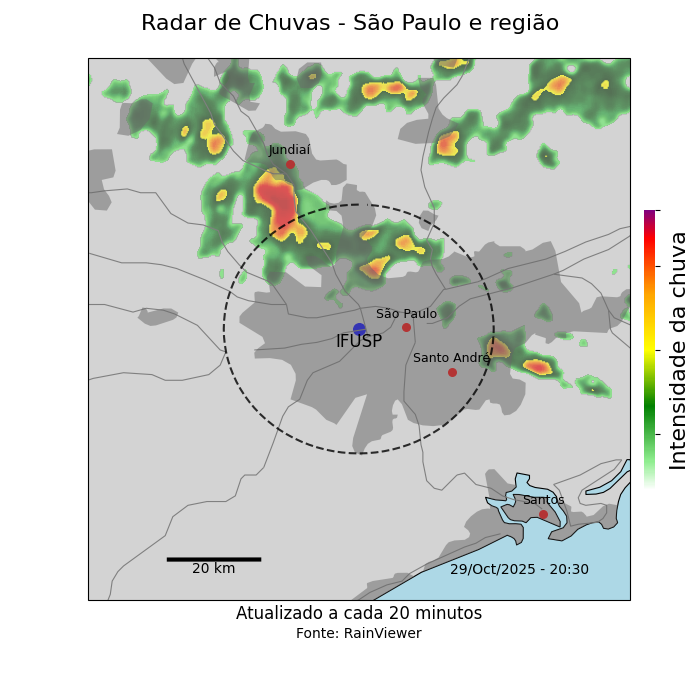 Radar de Chuvas - São Paulo e região
Jundiaí
São Paulo
IFUSP
Santo André
Santos
20 km
29/Oct/2025 - 20:30
Intensidade da chuva
Atualizado a cada 20 minutos
Fonte: RainViewer